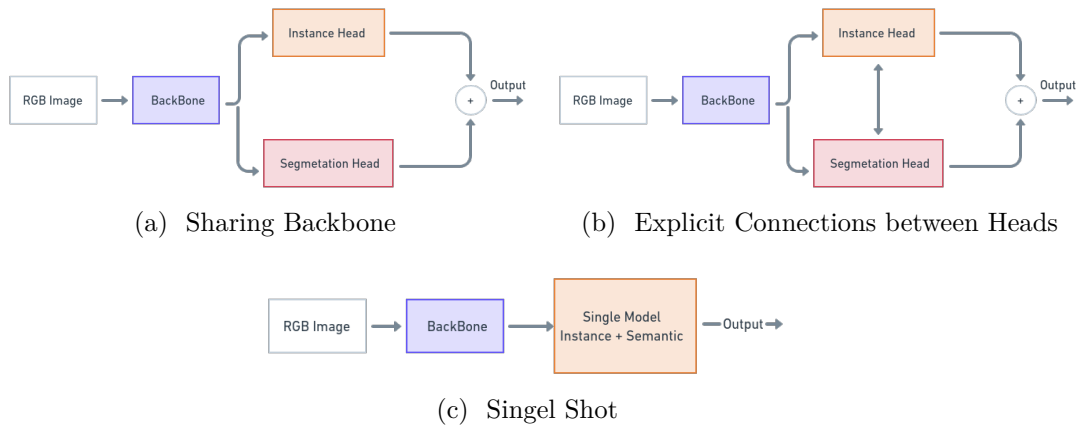 RGB Image
BackBone
Instance Head
Segmetation Head
+
Output
(a) Sharing Backbone
RGB Image
BackBone
Instance Head
Segmetation Head
+
Output
(b) Explicit Connections between Heads
RGB Image
BackBone
Single Model
Instance + Semantic
Output
(c) Singel Shot